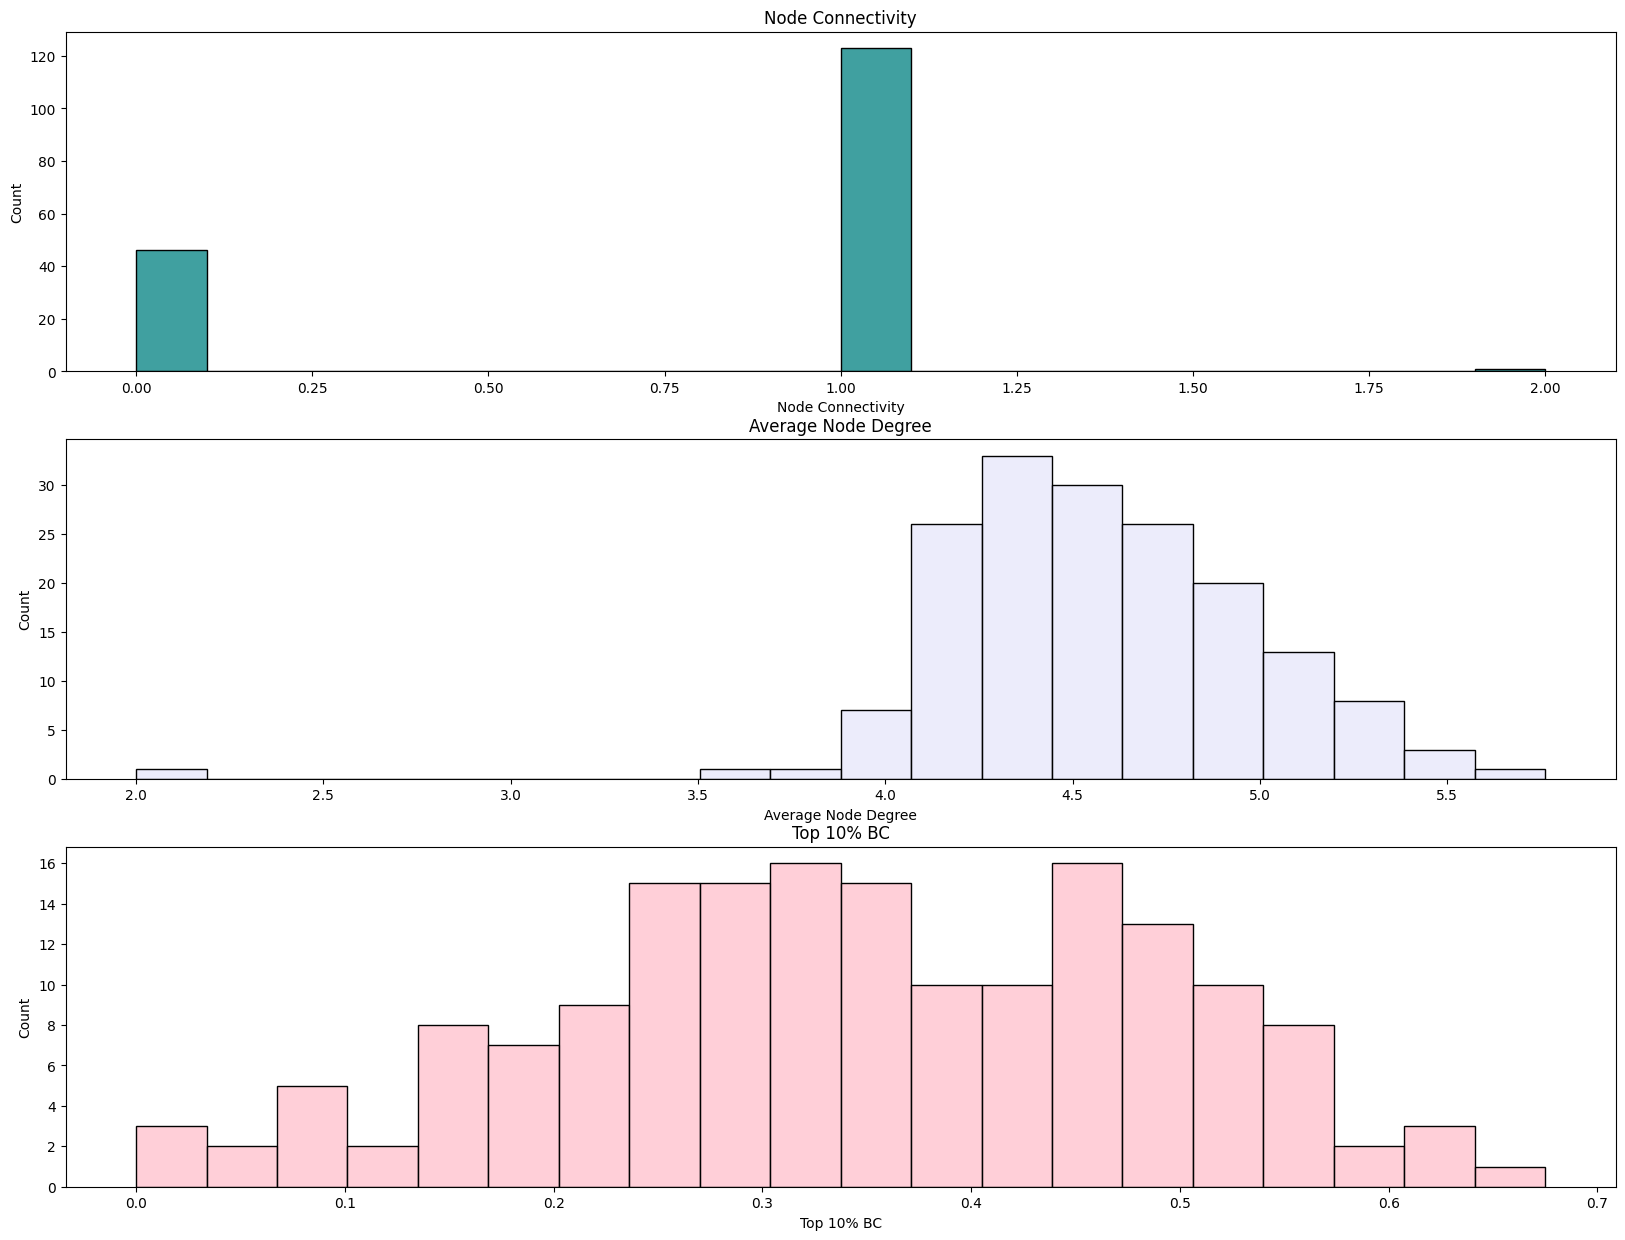 Node Connectivity
120
100
80
60
40
20
0
Count
0.00 0.25 0.50 0.75 1.00 1.25 1.50 1.75 2.00
Node Connectivity
Average Node Degree
30
25
20
15
10
5
0
Count
2.0 2.5 3.0 3.5 4.0 4.5 5.0 5.5
Average Node Degree
Top 10% BC
16
14
12
10
8
6
4
2
0
Count
0.0 0.1 0.2 0.3 0.4 0.5 0.6 0.7
Top 10% BC